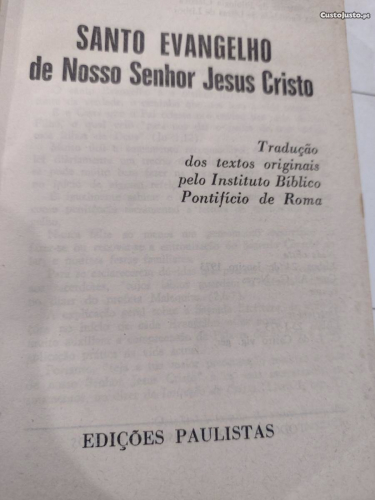 CustoJusto.pt
SANTO EVANGELHO
de Nosso Senhor Jesus Cristo
Tradução
dos textos originais
pelo Instituto Bíblico
Pontifício de Roma
EDIÇÕES PAULISTAS